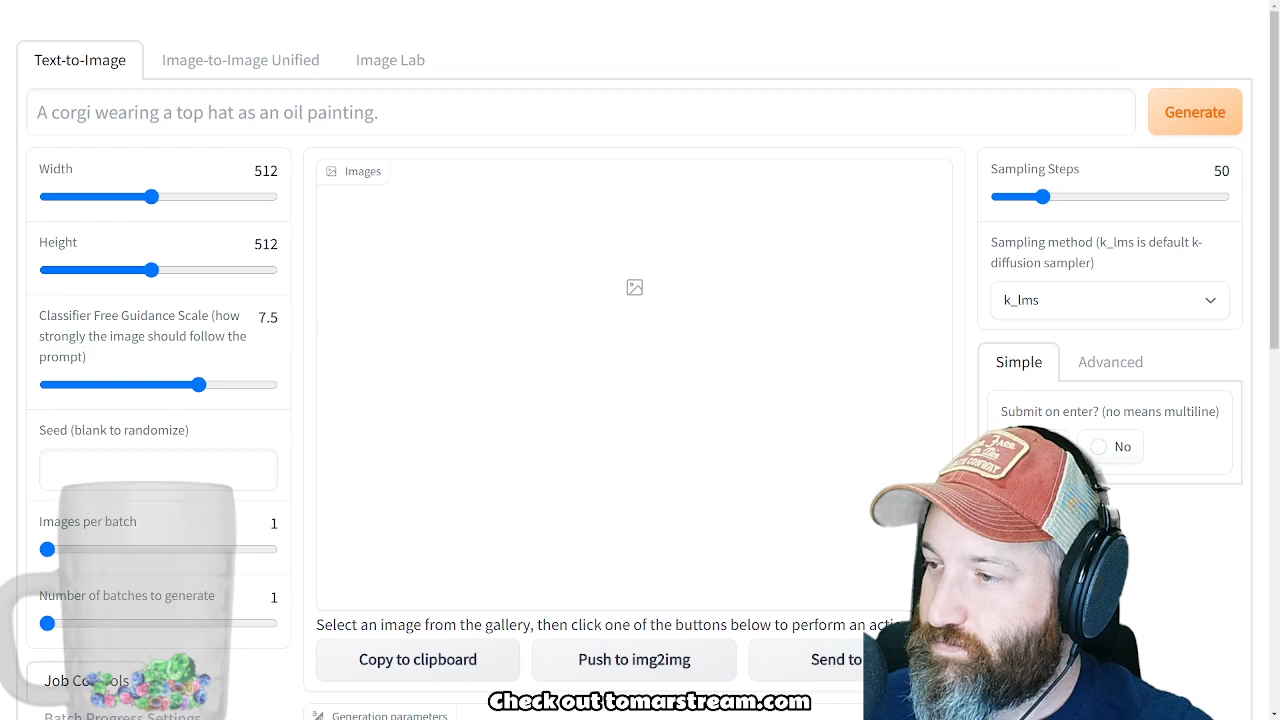 Text-to-Image
Image-to-Image Unified
Image Lab
A corgi wearing a top hat as an oil painting.
Generate
Width
512
Height
512
Classifier Free Guidance Scale (how
strongly the image should follow the
prompt)
7.5
Seed (blank to randomize)
Images per batch
1
Number of batches to generate
1
Job Controls
Batch Progress Settings
Images
Select an image from the gallery, then click one of the buttons below to perform an
Copy to clipboard
Push to img2img
Send to
Generation parameters
Sampling Steps
50
Sampling method (k_lms is default k-
diffusion sampler)
k_lms
Simple
Advanced
Submit on enter? (no means multiline)
No
Check out tomarstream.com